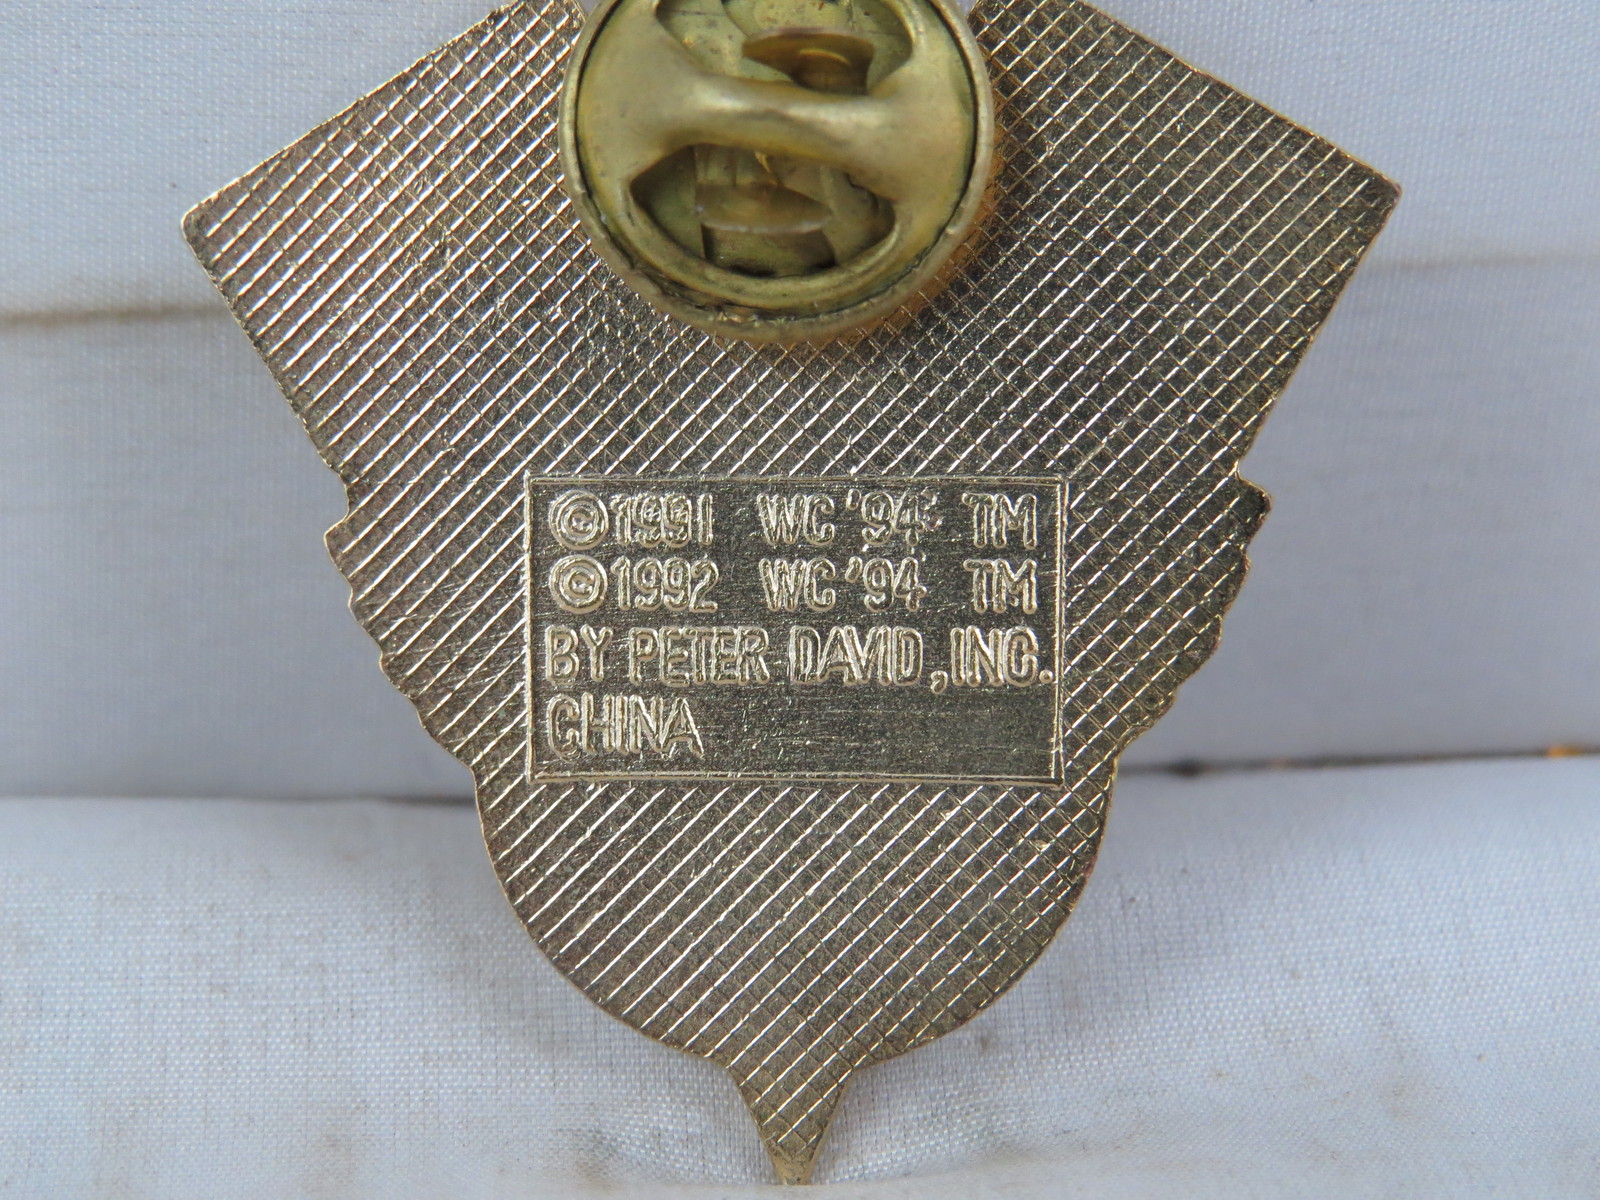 ©1991 WC '94 TM
©1992 WC '94 TM
BY PETER DAVID, INC.
CHINA